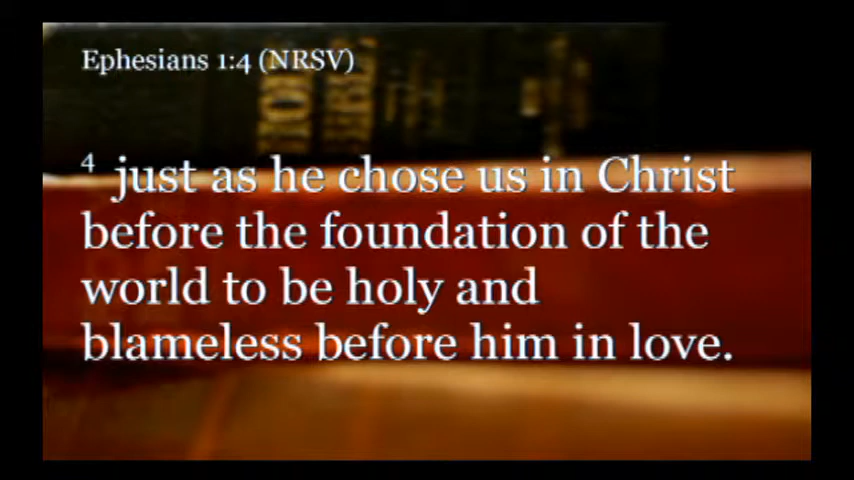 Ephesians 1:4 (NRSV)
4 just as he chose us in Christ
before the foundation of the
world to be holy and
blameless before him in love.